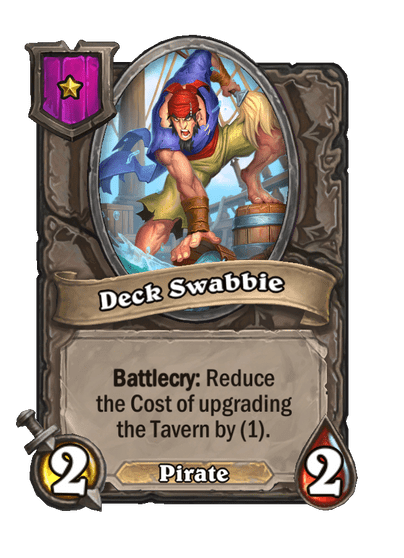 Deck Swabbie
Battlecry: Reduce
the Cost of upgrading
the Tavern by (1).
2
Pirate
2